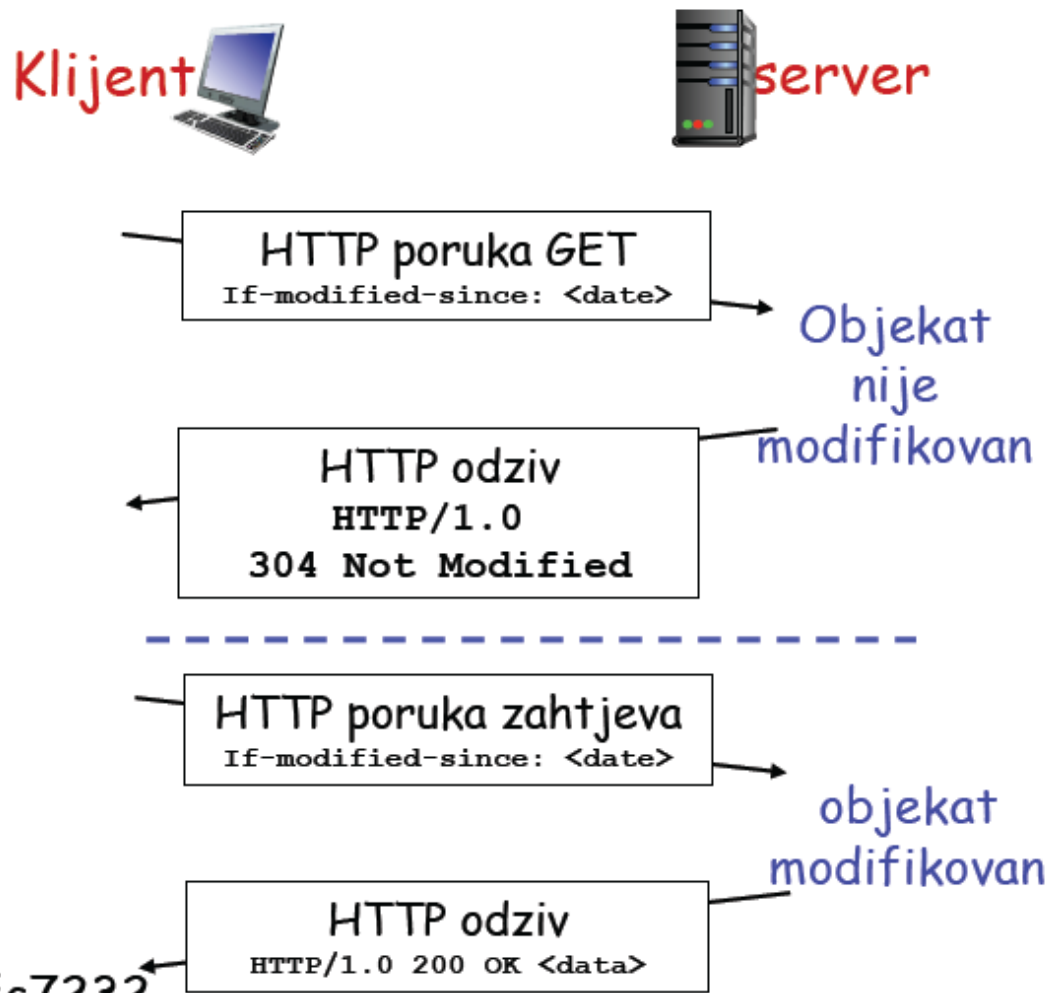 Klijent
server
HTTP poruka GET
If-modified-since: <date>
Objekat
nije
modifikovan
HTTP odziv
HTTP/1.0
304 Not Modified
HTTP poruka zahtjeva
If-modified-since: <date>
objekat
modifikovan
HTTP odziv
HTTP/1.0 200 OK <data>